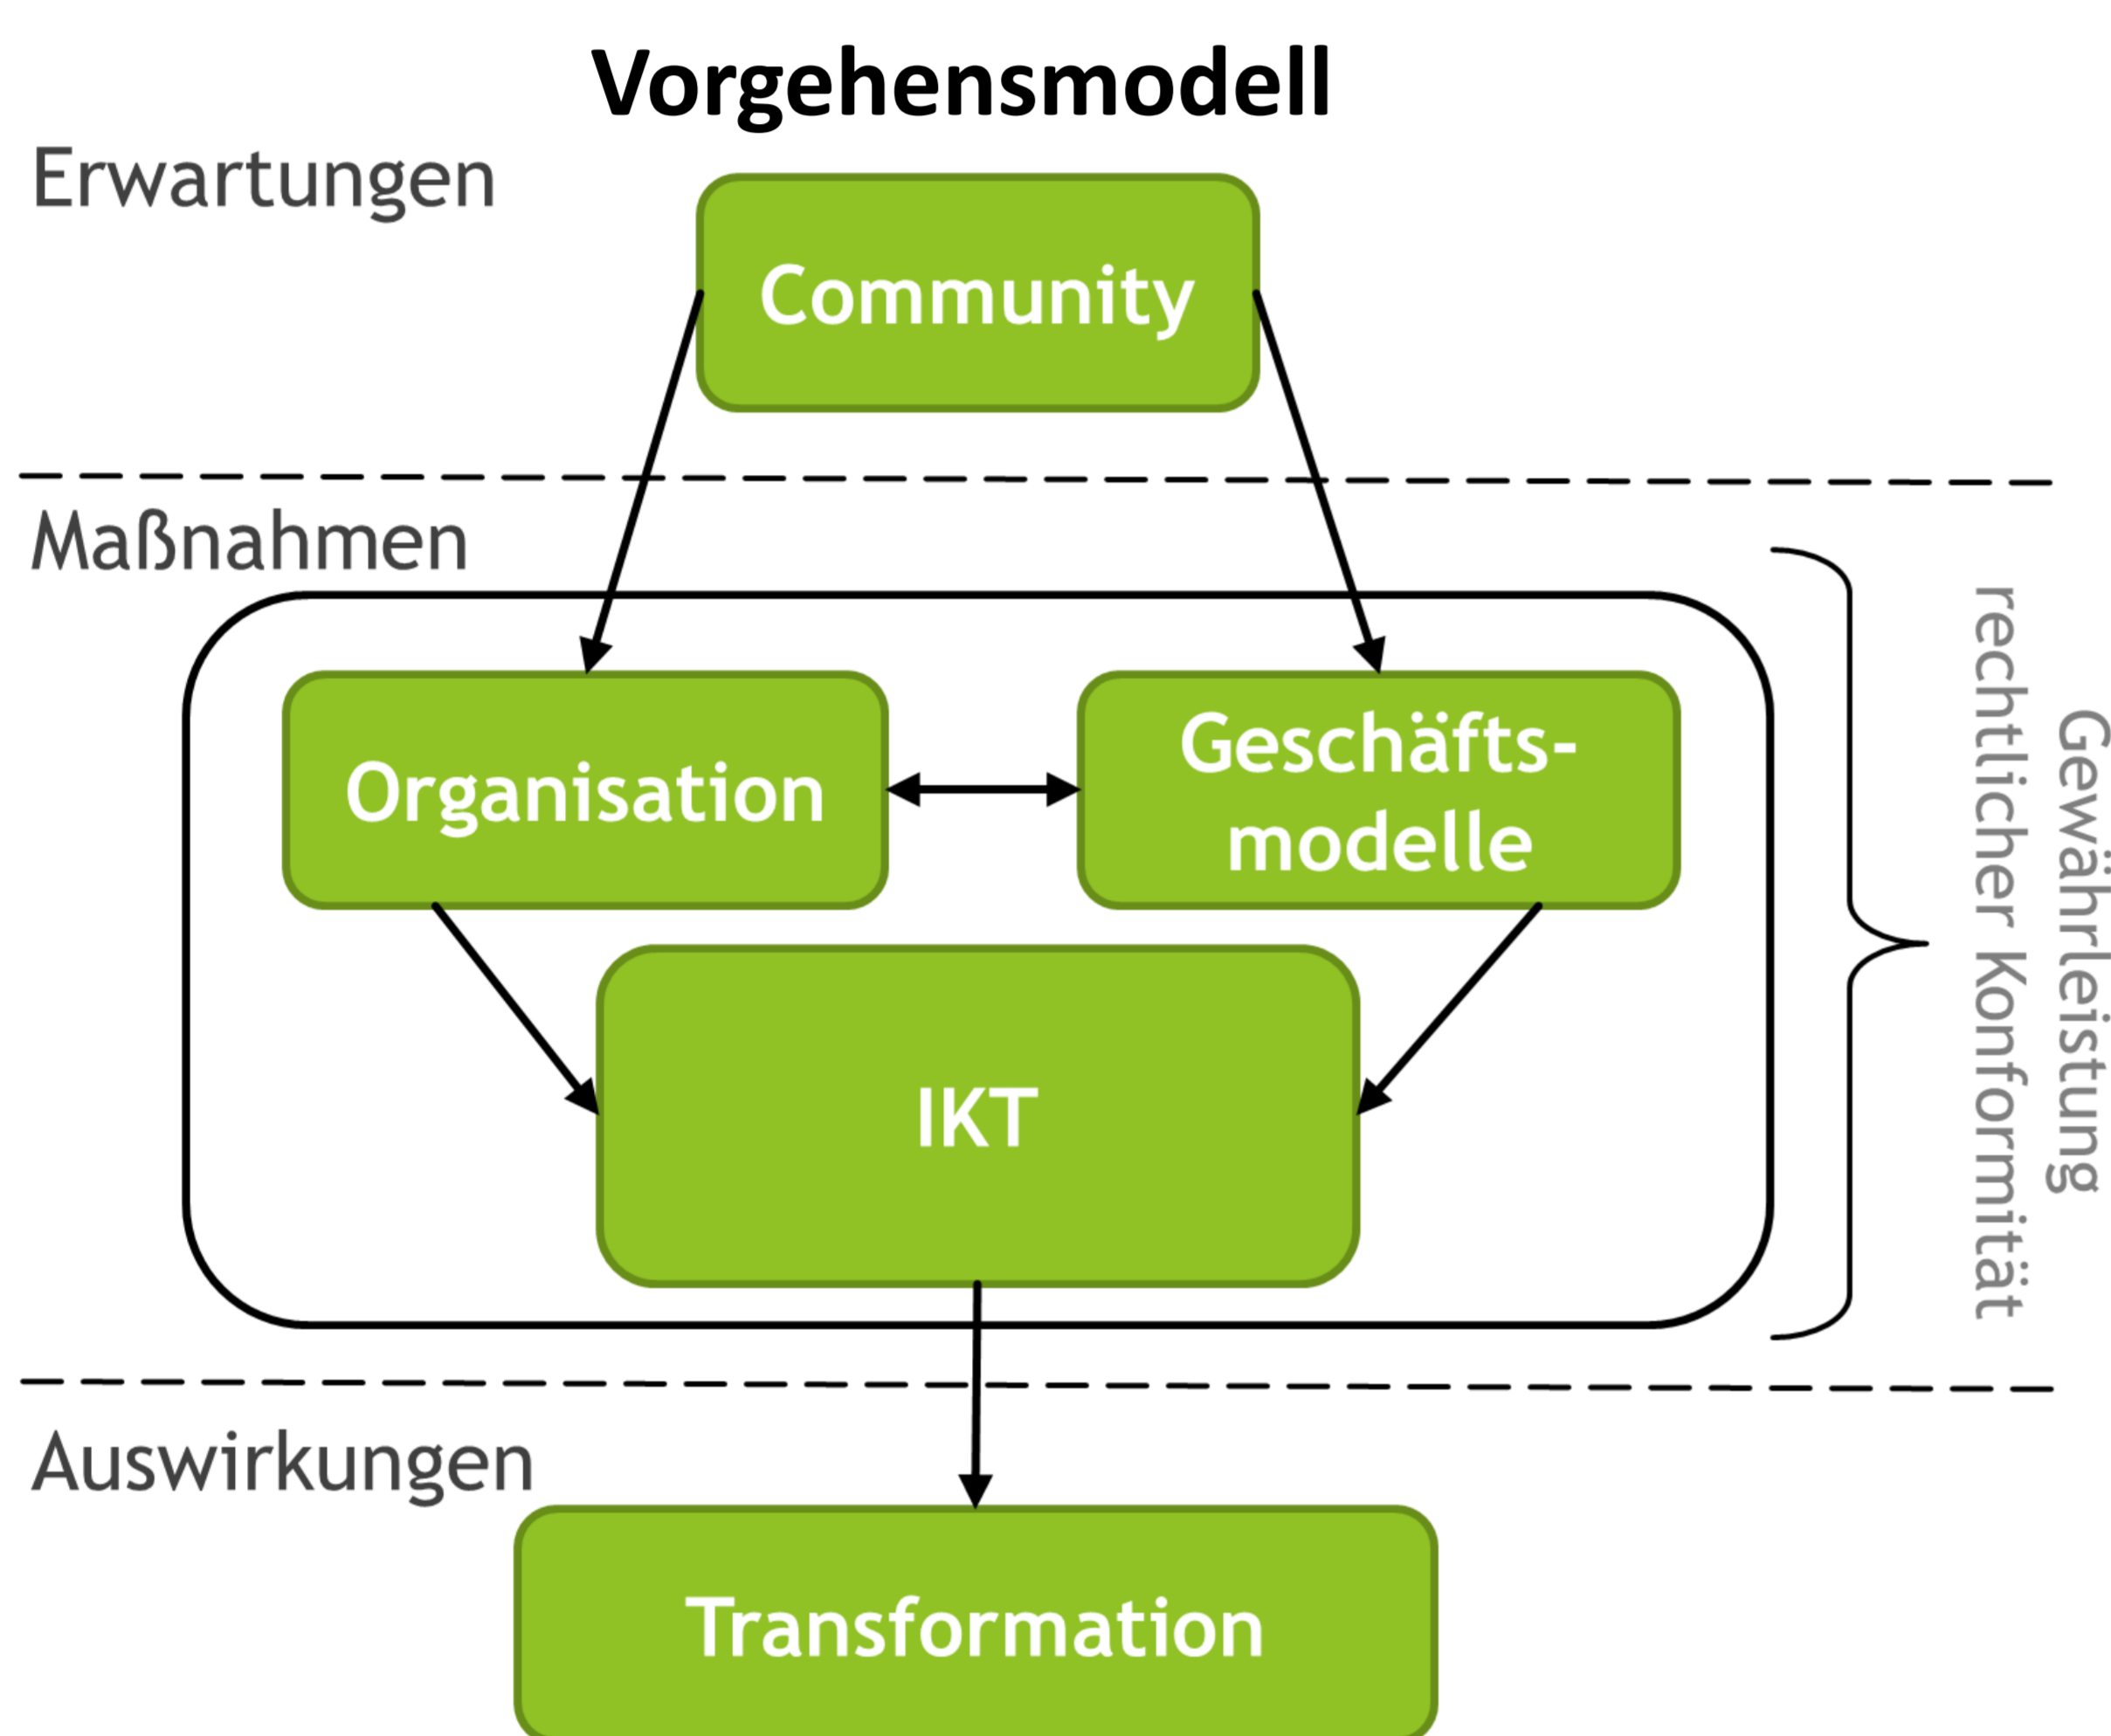 Vorgehensmodell
Erwartungen
Community
Maßnahmen
Organisation
Geschäfts-
modelle
IKT
Gewährleistung
rechtlicher Konformität
Auswirkungen
Transformation